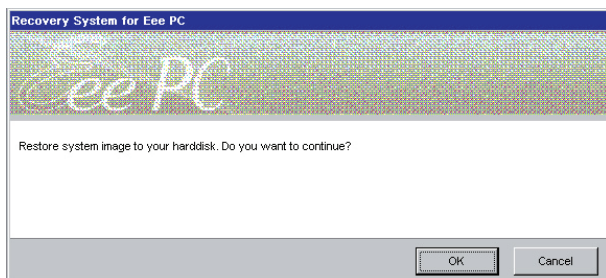 Recovery System for Eee PC
Eee PC
Restore system image to your harddisk. Do you want to continue?
OK
Cancel